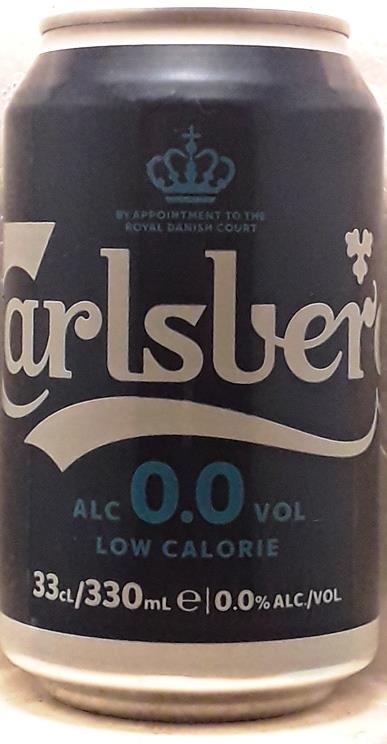 BY APPOINTMENT TO THE
ROYAL DANISH COURT
Carlsberg
ALC 0.0 VOL
LOW CALORIE
33cL/330mL ℮ | 0.0% ALC./VOL